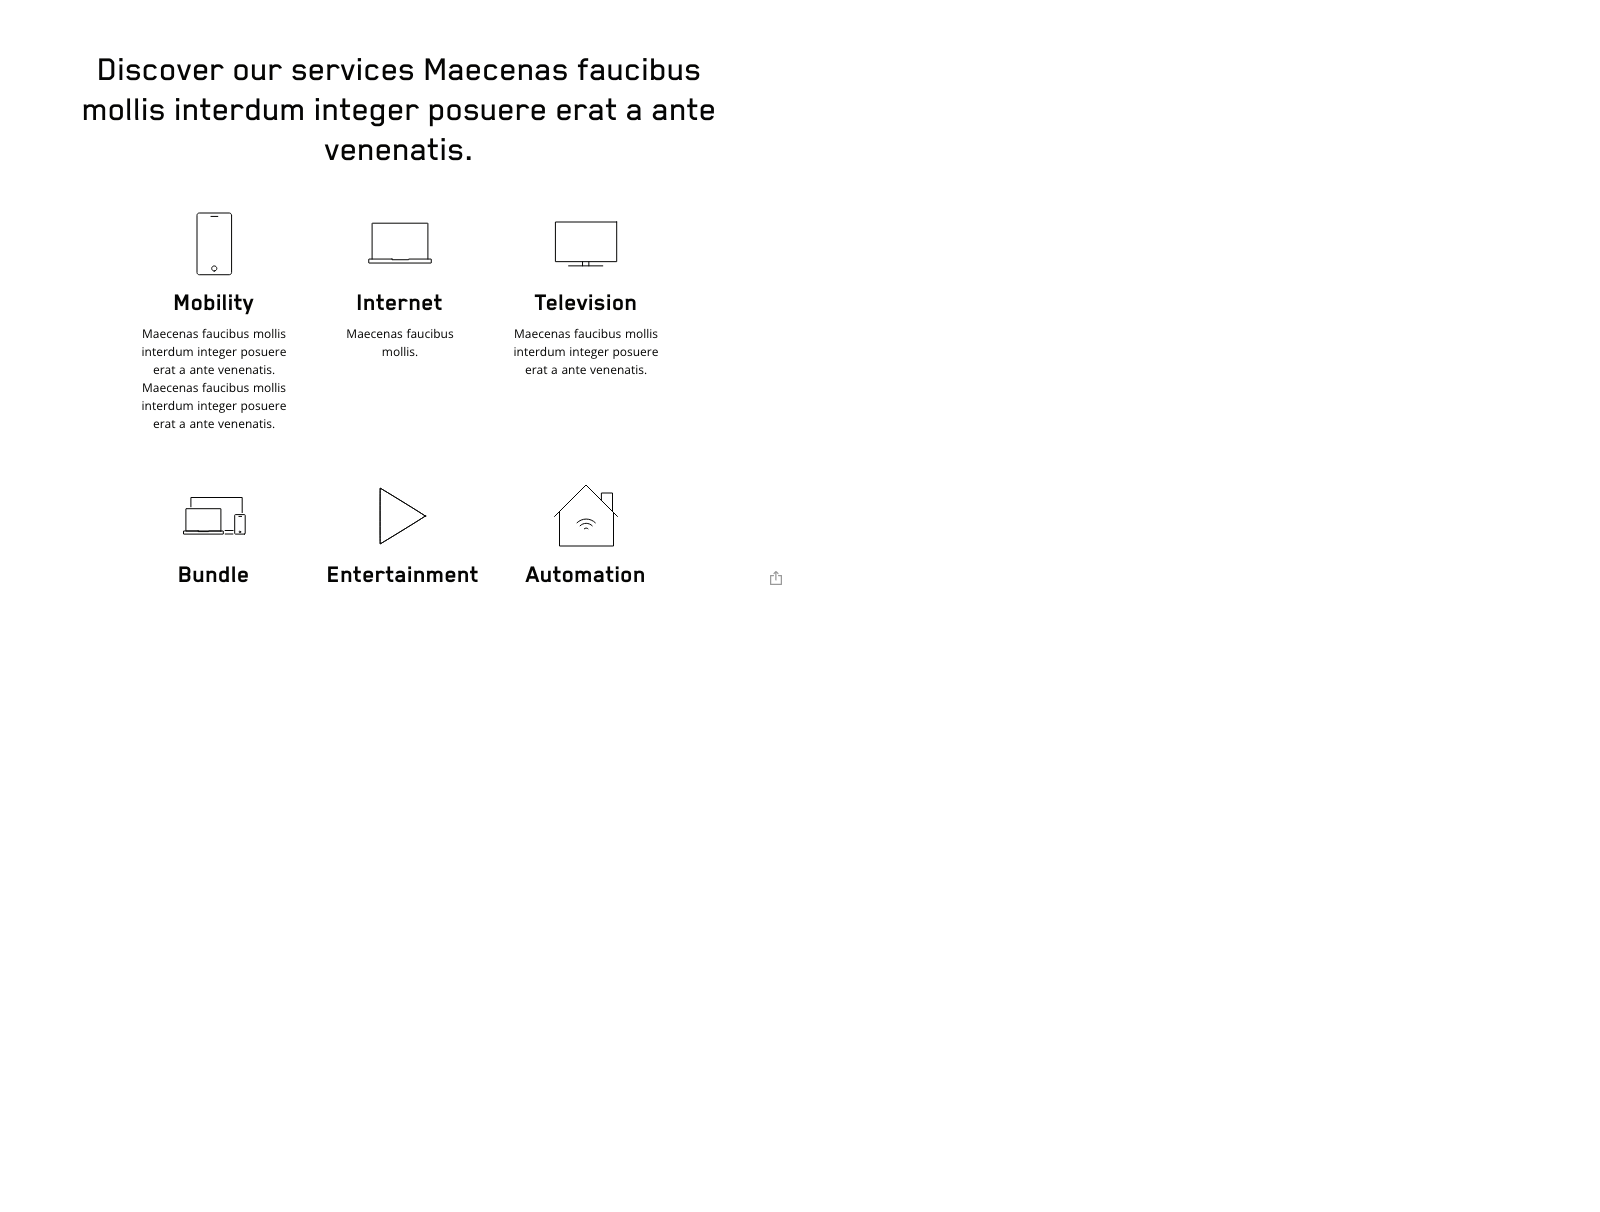 Discover our services Maecenas faucibus
mollis interdum integer posuere erat a ante
venenatis.
Mobility
Maecenas faucibus mollis
interdum integer posuere
erat a ante venenatis.
Maecenas faucibus mollis
interdum integer posuere
erat a ante venenatis.
Internet
Maecenas faucibus
mollis.
Television
Maecenas faucibus mollis
interdum integer posuere
erat a ante venenatis.
Bundle
Entertainment
Automation